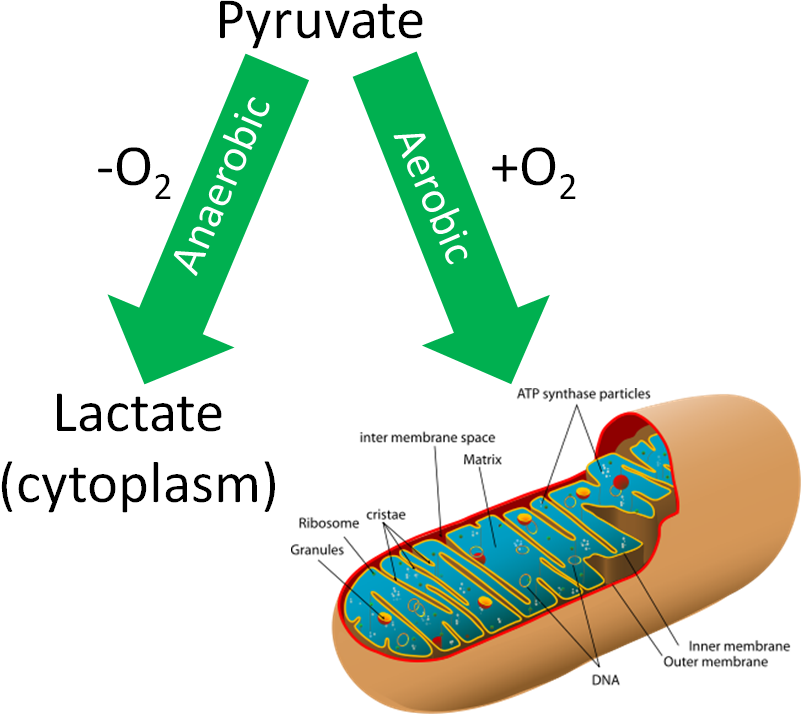 Pyruvate
-O₂
Anaerobic
Aerobic
+O₂
Lactate
(cytoplasm)
ATP synthase particles
inter membrane space
Matrix
cristae
Ribosome
Granules
Inner membrane
Outer membrane
DNA